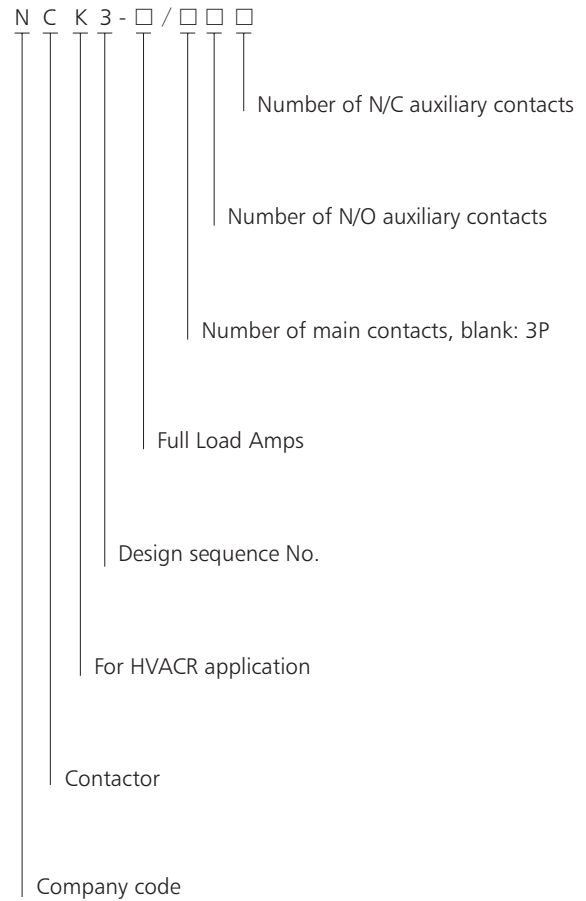 N C K 3 - □ / □ □ □
Number of N/C auxiliary contacts
Number of N/O auxiliary contacts
Number of main contacts, blank: 3P
Full Load Amps
Design sequence No.
For HVACR application
Contactor
Company code